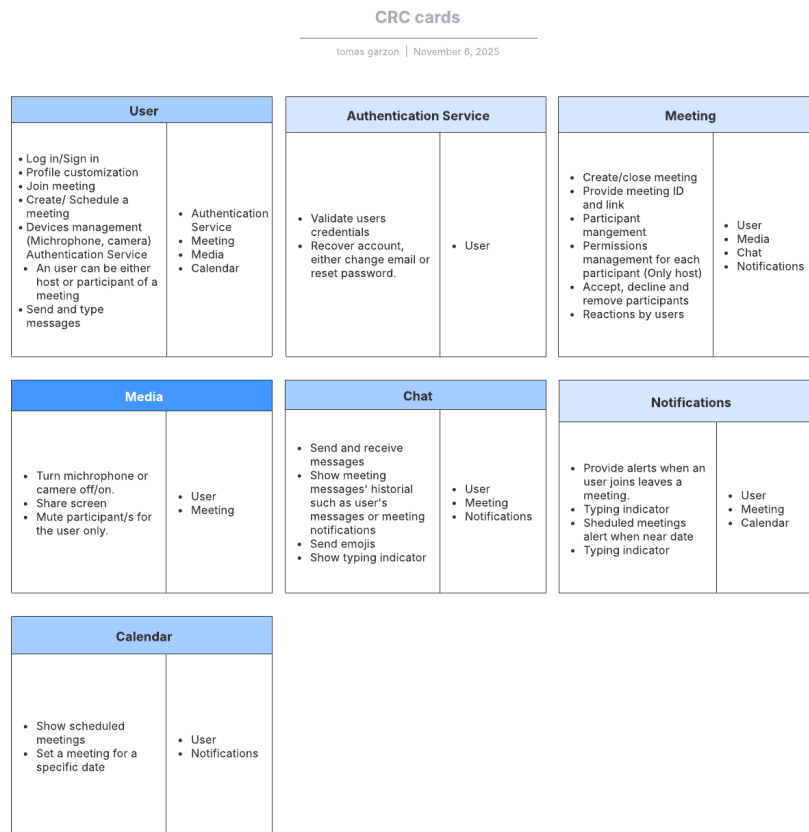 CRC cards
tomas garzon | November 6, 2025
User
• Log in/Sign in
• Profile customization
• Join meeting
• Create/ Schedule a
meeting
• Devices management
(Michrophone, camera)
Authentication Service
• An user can be either
host or participant of a
meeting
• Send and type
messages
• Authentication
Service
• Meeting
• Media
• Calendar
Authentication Service
• Validate users
credentials
• Recover account,
either change email or
reset password.
• User
Meeting
• Create/close meeting
• Provide meeting ID
and link
• Participant
mangement
• Permissions
management for each
participant (Only host)
• Accept, decline and
remove participants
• Reactions by users
• User
• Media
• Chat
• Notifications
Media
• Turn michrophone or
camere off/on.
• Share screen
• Mute participant/s for
the user only.
• User
• Meeting
Chat
• Send and receive
messages
• Show meeting
messages' historial
such as user's
messages or meeting
notifications
• Send emojis
• Show typing indicator
• User
• Meeting
• Notifications
Notifications
• Provide alerts when an
user joins leaves a
meeting.
• Typing indicator
• Sheduled meetings
alert when near date
• Typing indicator
• User
• Meeting
• Calendar
Calendar
• Show scheduled
meetings
• Set a meeting for a
specific date
• User
• Notifications